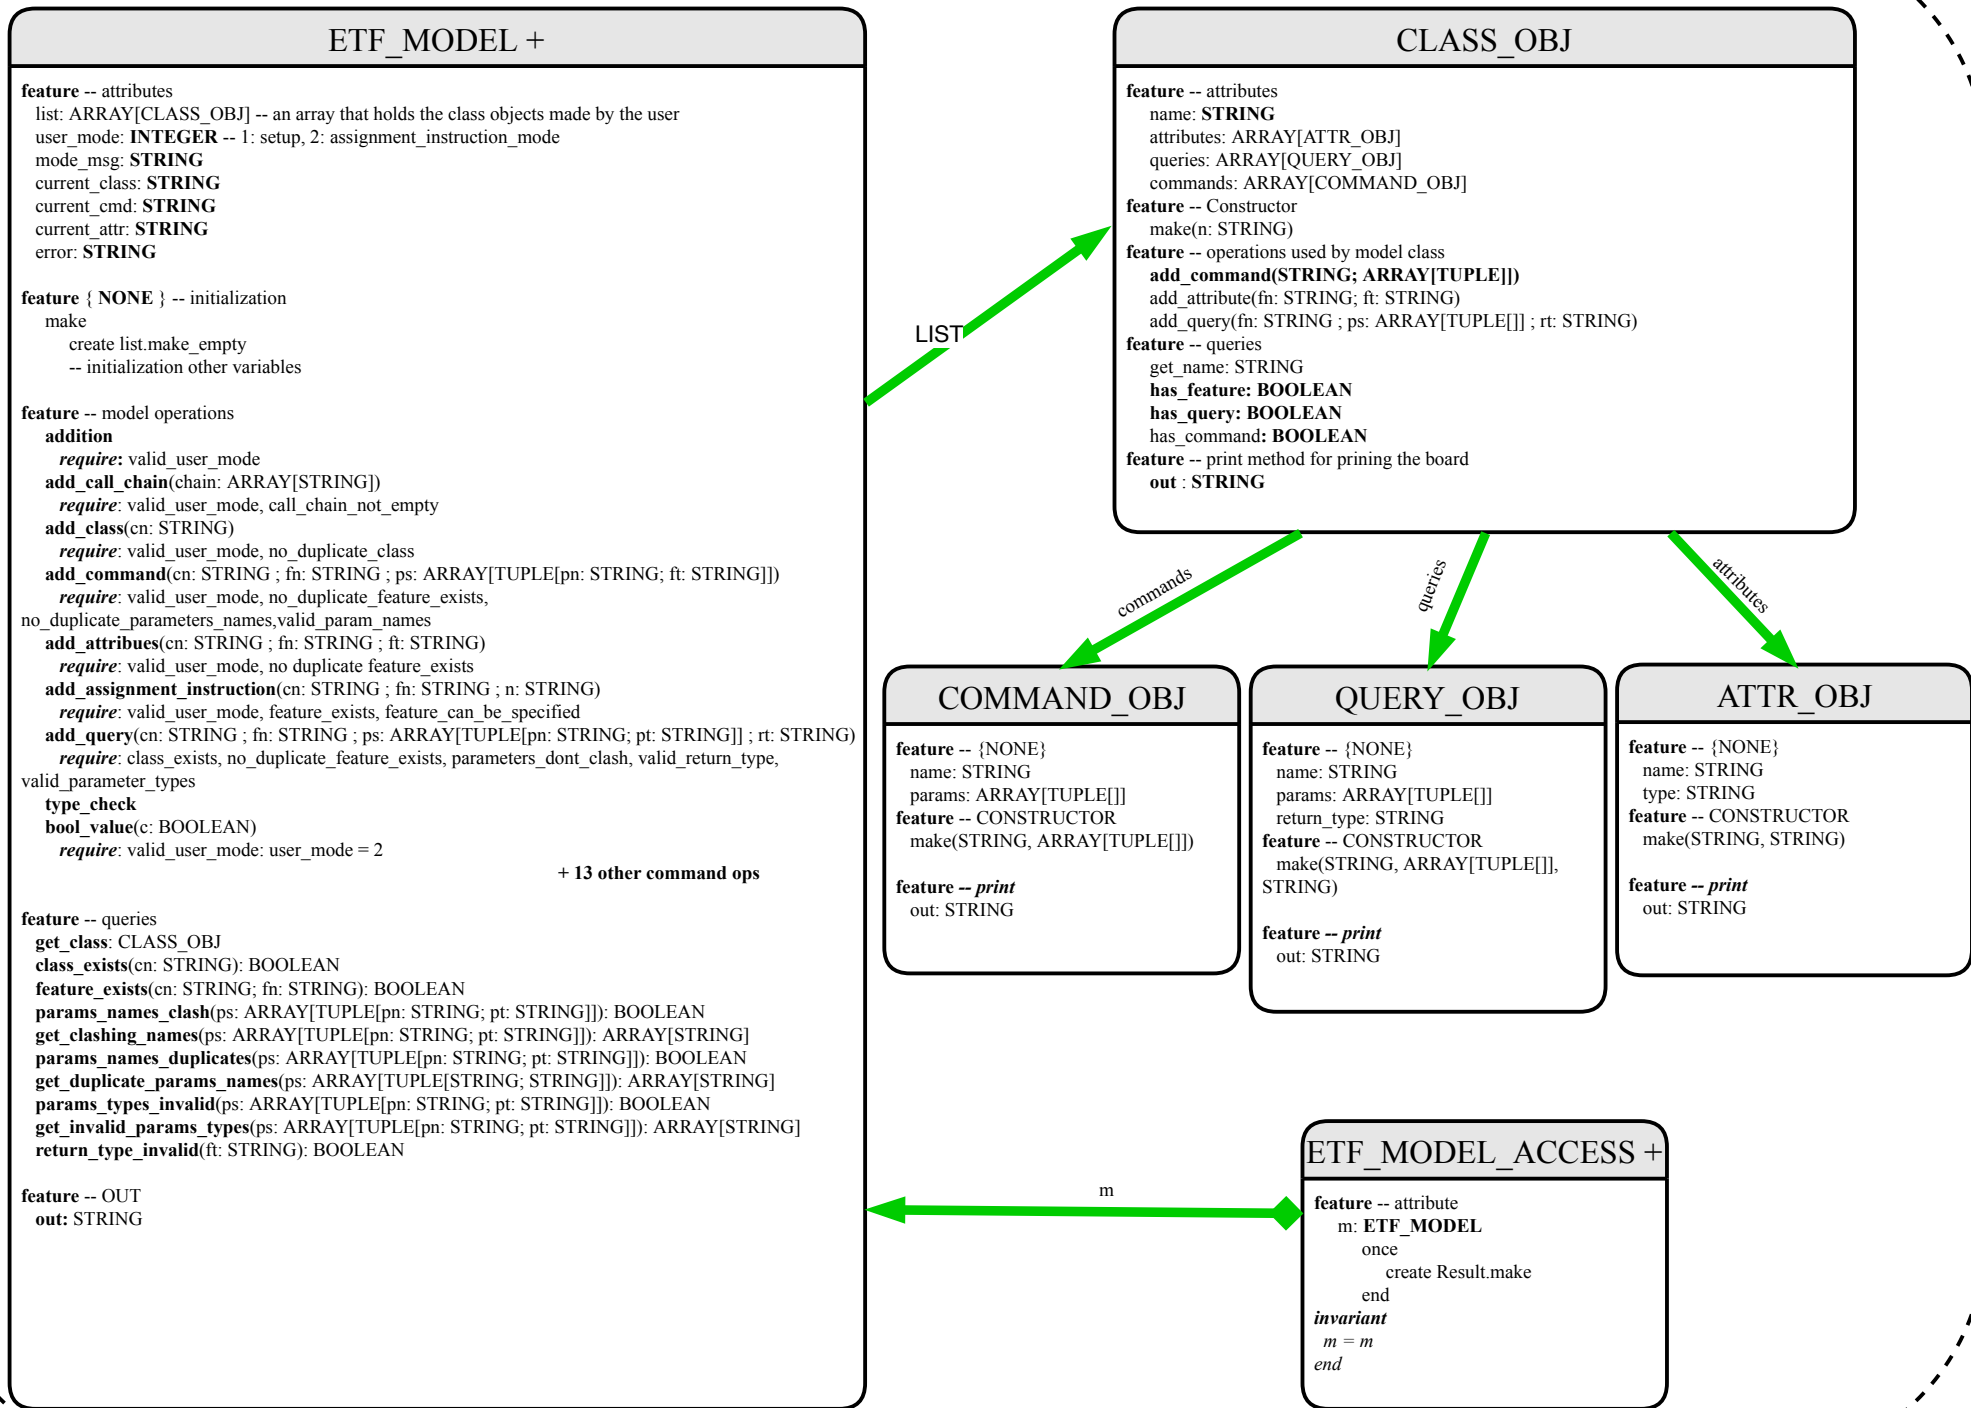 ETF_MODEL +
feature -- attributes
list: ARRAY[CLASS_OBJ] -- an array that holds the class objects made by the user
user_mode: INTEGER -- 1: setup, 2: assignment_instruction_mode
mode_msg: STRING
current_class: STRING
current_cmd: STRING
current_attr: STRING
error: STRING
feature { NONE } -- initialization
make
create list.make_empty
-- initialization other variables
feature -- model operations
addition
require: valid_user_mode
add_call_chain(chain: ARRAY[STRING])
require: valid_user_mode, call_chain_not_empty
add_class(cn: STRING)
require: valid_user_mode, no_duplicate_class
add_command(cn: STRING ; fn: STRING ; ps: ARRAY[TUPLE[pn: STRING; ft: STRING]])
require: valid_user_mode, no_duplicate_feature_exists,
no_duplicate_parameters_names,valid_param_names
add_attribues(cn: STRING ; fn: STRING ; ft: STRING)
require: valid_user_mode, no duplicate feature_exists
add_assignment_instruction(cn: STRING ; fn: STRING ; n: STRING)
require: valid_user_mode, feature_exists, feature_can_be_specified
add_query(cn: STRING ; fn: STRING ; ps: ARRAY[TUPLE[pn: STRING; pt: STRING]] ; rt: STRING)
require: class_exists, no_duplicate_feature_exists, parameters_dont_clash, valid_return_type,
valid_parameter_types
type_check
bool_value(c: BOOLEAN)
require: valid_user_mode: user_mode = 2
+ 13 other command ops
feature -- queries
get_class: CLASS_OBJ
class_exists(cn: STRING): BOOLEAN
feature_exists(cn: STRING; fn: STRING): BOOLEAN
params_names_clash(ps: ARRAY[TUPLE[pn: STRING; pt: STRING]]): BOOLEAN
get_clashing_names(ps: ARRAY[TUPLE[pn: STRING; pt: STRING]]): ARRAY[STRING]
params_names_duplicates(ps: ARRAY[TUPLE[pn: STRING; pt: STRING]]): BOOLEAN
get_duplicate_params_names(ps: ARRAY[TUPLE[STRING; STRING]]): ARRAY[STRING]
params_types_invalid(ps: ARRAY[TUPLE[pn: STRING; pt: STRING]]): BOOLEAN
get_invalid_params_types(ps: ARRAY[TUPLE[pn: STRING; pt: STRING]]): ARRAY[STRING]
return_type_invalid(ft: STRING): BOOLEAN
feature -- OUT
out: STRING
LIST
CLASS_OBJ
feature -- attributes
name: STRING
attributes: ARRAY[ATTR_OBJ]
queries: ARRAY[QUERY_OBJ]
commands: ARRAY[COMMAND_OBJ]
feature -- Constructor
make(n: STRING)
feature -- operations used by model class
add_command(STRING; ARRAY[TUPLE]])
add_attribute(fn: STRING; ft: STRING)
add_query(fn: STRING ; ps: ARRAY[TUPLE[]] ; rt: STRING)
feature -- queries
get_name: STRING
has_feature: BOOLEAN
has_query: BOOLEAN
has_command: BOOLEAN
feature -- print method for prining the board
out : STRING
commands
queries
attributes
COMMAND_OBJ
feature -- {NONE}
name: STRING
params: ARRAY[TUPLE[]]
feature -- CONSTRUCTOR
make(STRING, ARRAY[TUPLE[]])
feature -- print
out: STRING
QUERY_OBJ
feature -- {NONE}
name: STRING
params: ARRAY[TUPLE[]]
return_type: STRING
feature -- CONSTRUCTOR
make(STRING, ARRAY[TUPLE[]],
STRING)
feature -- print
out: STRING
ATTR_OBJ
feature -- {NONE}
name: STRING
type: STRING
feature -- CONSTRUCTOR
make(STRING, STRING)
feature -- print
out: STRING
m
ETF_MODEL_ACCESS +
feature -- attribute
m: ETF_MODEL
once
create Result.make
end
invariant
m = m
end